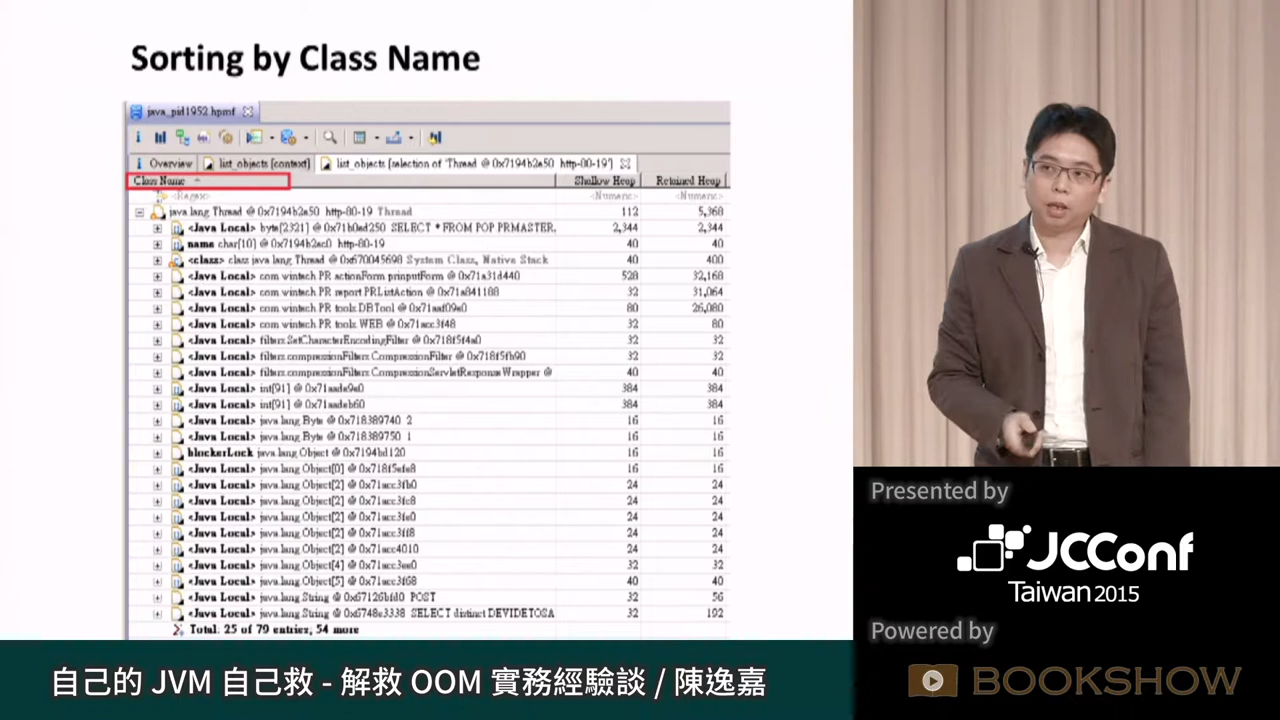 Sorting by Class Name
java_pid1952.hpmf
Overview list_objects [context] list_objects [selection of 'Thread @ 0x7194b2e50 http-80-19']
Class Name Shallow Heap Retained Heap
<Regex> <Numeric> <Numeric>
java.lang.Thread @ 0x7194b2e50 http-80-19 Thread 112 5,368
<Java Local> byte[2321] @ 0x71b0ed250 SELECT * FROM POP PRMASTER. 2,344 2,344
name char[10] @ 0x7194b2ec0 http-80-19 40 40
<class> class java.lang.Thread @ 0x670045698 System Class, Native Stack 40 400
<Java Local> com.wintech.PR.actionForm.prinputForm @ 0x71a31d440 528 32,168
<Java Local> com.wintech.PR.report.PRListAction @ 0x71a841188 32 31,064
<Java Local> com.wintech.PR.tools.DBTool @ 0x71aaf09e0 80 26,080
<Java Local> com.wintech.PR.tools.WEB @ 0x71acc3f48 32 80
<Java Local> filters.SetCharacterEncodingFilter @ 0x718f5f4a0 32 32
<Java Local> filters.compressionFilters.CompressionFilter @ 0x718f5fb90 32 32
<Java Local> filters.compressionFilters.CompressionServletResponseWrapper @ 40 40
<Java Local> int[91] @ 0x71aade9e0 384 384
<Java Local> int[91] @ 0x71aadeb60 384 384
<Java Local> java.lang.Byte @ 0x718389740 2 16 16
<Java Local> java.lang.Byte @ 0x718389750 1 16 16
blockerLock java.lang.Object @ 0x7194bd120 16 16
<Java Local> java.lang.Object[0] @ 0x718f5efe8 16 16
<Java Local> java.lang.Object[2] @ 0x71acc3fb0 24 24
<Java Local> java.lang.Object[2] @ 0x71acc3fc8 24 24
<Java Local> java.lang.Object[2] @ 0x71acc3fe0 24 24
<Java Local> java.lang.Object[2] @ 0x71acc3ff8 24 24
<Java Local> java.lang.Object[2] @ 0x71acc4010 24 24
<Java Local> java.lang.Object[4] @ 0x71acc3ee0 32 32
<Java Local> java.lang.Object[5] @ 0x71acc3f68 40 40
<Java Local> java.lang.String @ 0x67126bfd0 POST 32 56
<Java Local> java.lang.String @ 0x6748e3338 SELECT distinct DEVIDETOSA 32 192
Total: 25 of 79 entries; 54 more
Presented by
JCConf
Taiwan 2015
Powered by
BOOKSHOW
自己的 JVM 自己救 - 解救 OOM 實務經驗談 / 陳逸嘉